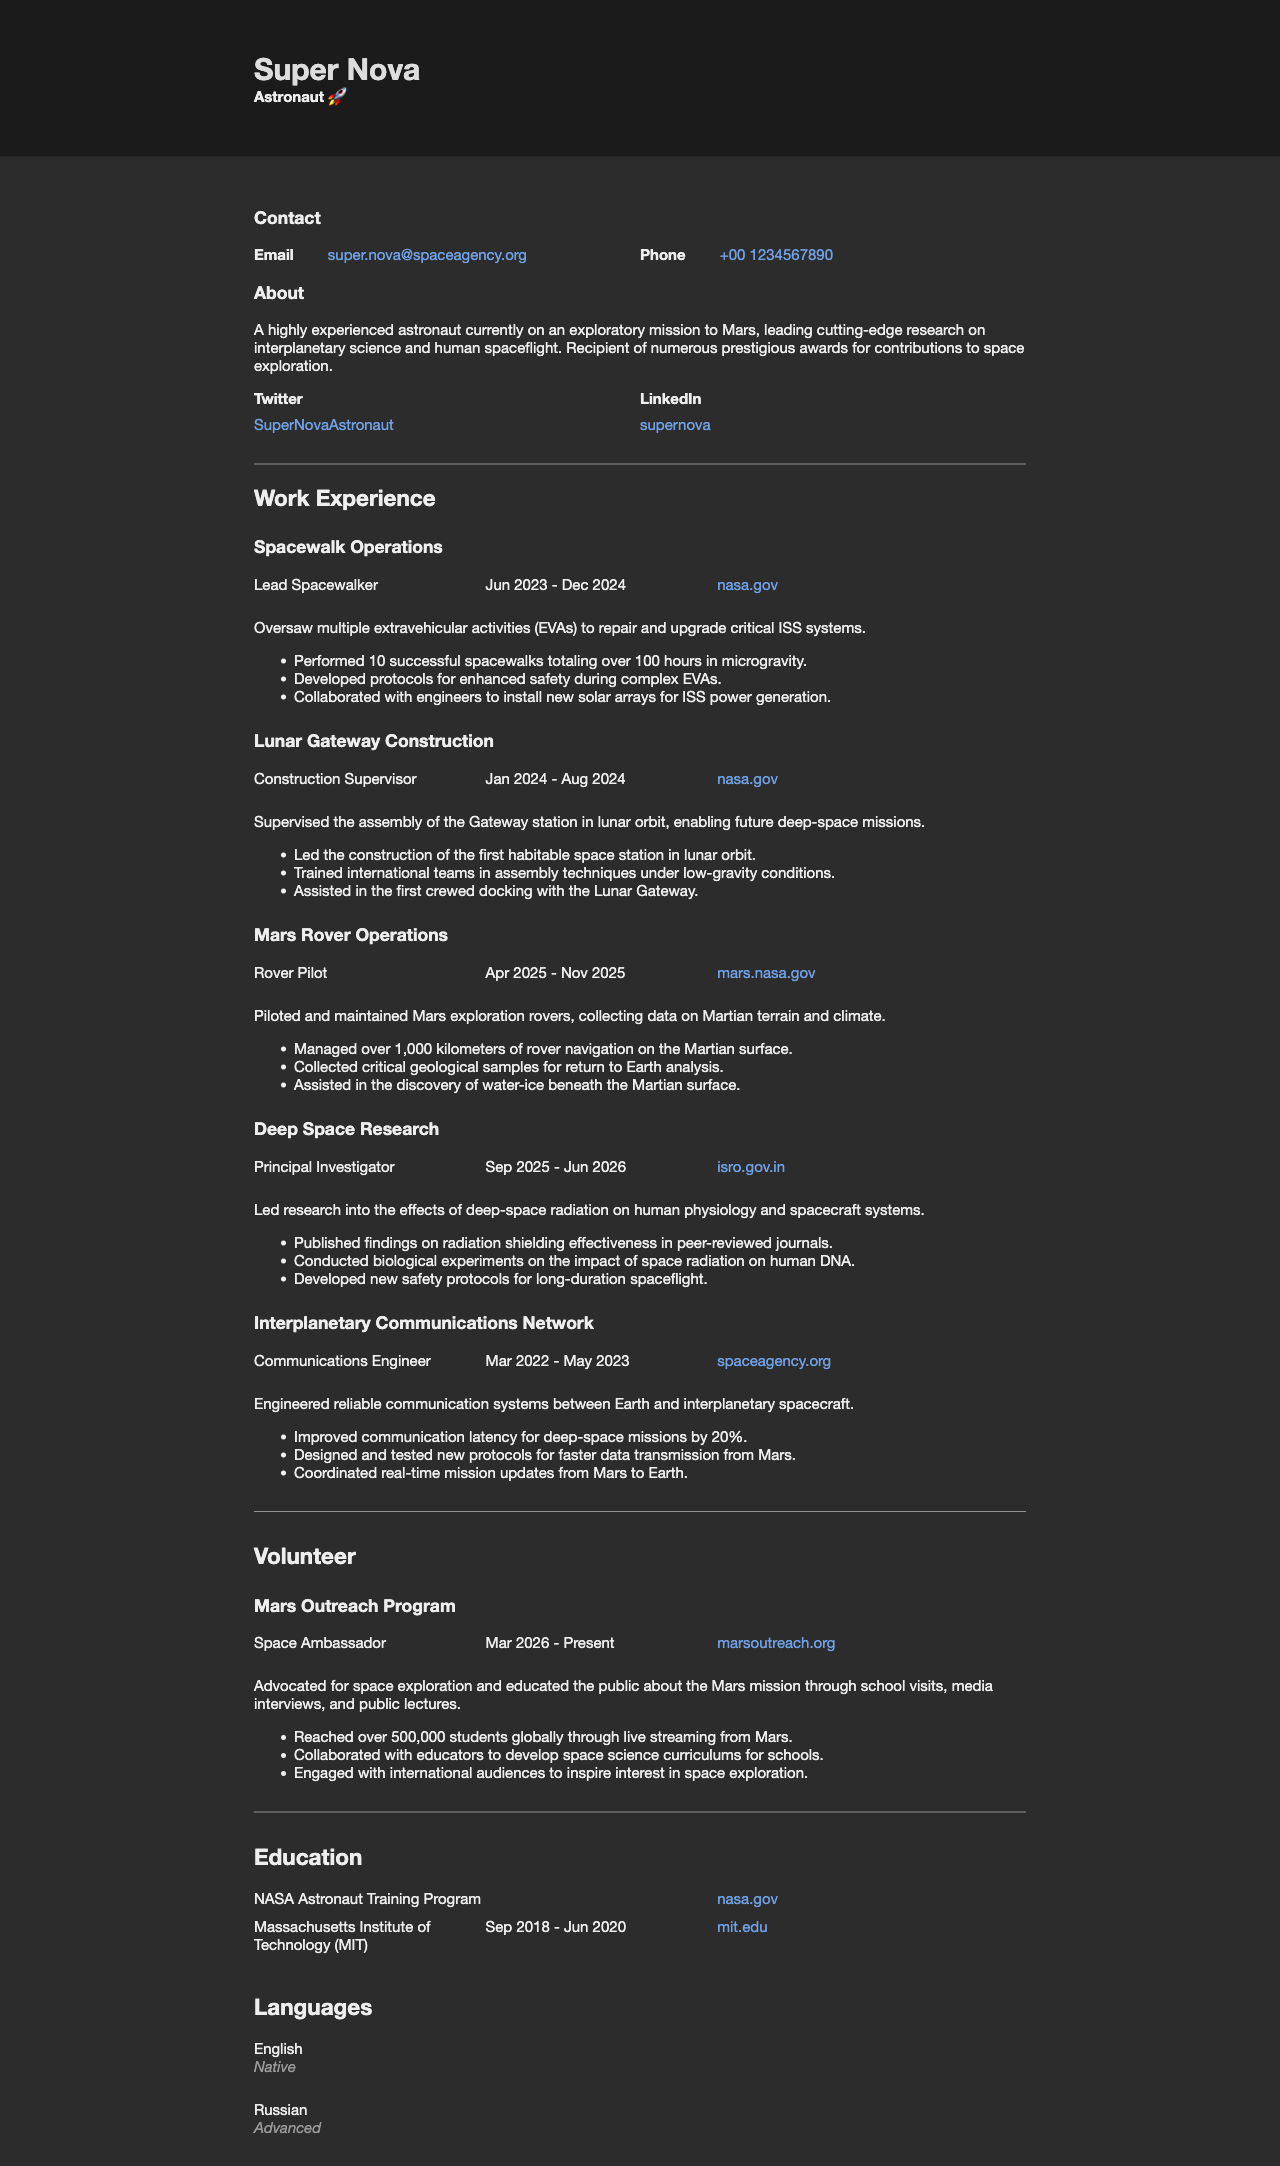 Super Nova
Astronaut 🚀
Contact
Email super.nova@spaceagency.org Phone +00 1234567890
About
A highly experienced astronaut currently on an exploratory mission to Mars, leading cutting-edge research on
interplanetary science and human spaceflight. Recipient of numerous prestigious awards for contributions to space
exploration.
Twitter LinkedIn
SuperNovaAstronaut supernova
Work Experience
Spacewalk Operations
Lead Spacewalker Jun 2023 - Dec 2024 nasa.gov
Oversaw multiple extravehicular activities (EVAs) to repair and upgrade critical ISS systems.
• Performed 10 successful spacewalks totaling over 100 hours in microgravity.
• Developed protocols for enhanced safety during complex EVAs.
• Collaborated with engineers to install new solar arrays for ISS power generation.
Lunar Gateway Construction
Construction Supervisor Jan 2024 - Aug 2024 nasa.gov
Supervised the assembly of the Gateway station in lunar orbit, enabling future deep-space missions.
• Led the construction of the first habitable space station in lunar orbit.
• Trained international teams in assembly techniques under low-gravity conditions.
• Assisted in the first crewed docking with the Lunar Gateway.
Mars Rover Operations
Rover Pilot Apr 2025 - Nov 2025 mars.nasa.gov
Piloted and maintained Mars exploration rovers, collecting data on Martian terrain and climate.
• Managed over 1,000 kilometers of rover navigation on the Martian surface.
• Collected critical geological samples for return to Earth analysis.
• Assisted in the discovery of water-ice beneath the Martian surface.
Deep Space Research
Principal Investigator Sep 2025 - Jun 2026 isro.gov.in
Led research into the effects of deep-space radiation on human physiology and spacecraft systems.
• Published findings on radiation shielding effectiveness in peer-reviewed journals.
• Conducted biological experiments on the impact of space radiation on human DNA.
• Developed new safety protocols for long-duration spaceflight.
Interplanetary Communications Network
Communications Engineer Mar 2022 - May 2023 spaceagency.org
Engineered reliable communication systems between Earth and interplanetary spacecraft.
• Improved communication latency for deep-space missions by 20%.
• Designed and tested new protocols for faster data transmission from Mars.
• Coordinated real-time mission updates from Mars to Earth.
Volunteer
Mars Outreach Program
Space Ambassador Mar 2026 - Present marsoutreach.org
Advocated for space exploration and educated the public about the Mars mission through school visits, media
interviews, and public lectures.
• Reached over 500,000 students globally through live streaming from Mars.
• Collaborated with educators to develop space science curriculums for schools.
• Engaged with international audiences to inspire interest in space exploration.
Education
NASA Astronaut Training Program nasa.gov
Massachusetts Institute of Sep 2018 - Jun 2020 mit.edu
Technology (MIT)
Languages
English
Native
Russian
Advanced